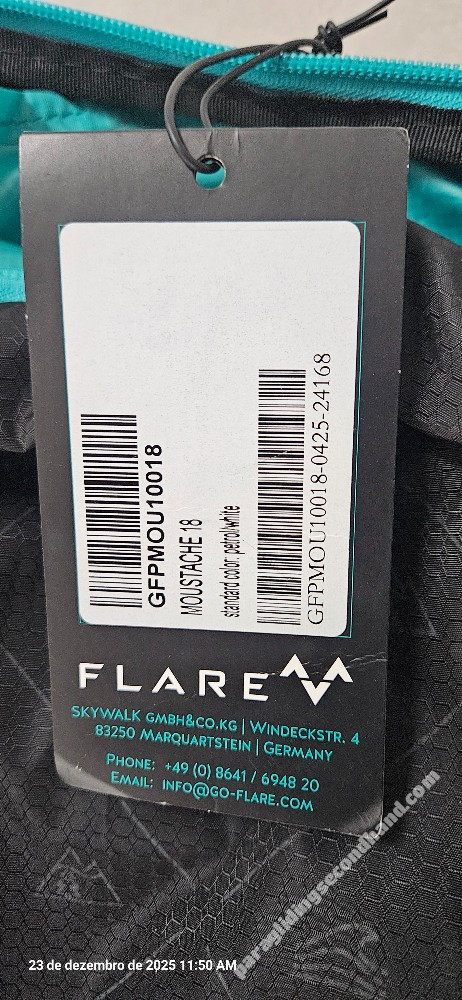 GFPMOU10018
MOUSTACHE 18
standard color: petrol/white
GFPMOU10018-0425-24168
FLARE
SKYWALK GMBH&CO.KG | WINDECKSTR. 4
83250 MARQUARTSTEIN | GERMANY
PHONE: +49 (0) 8641 / 6948 20
EMAIL: INFO@GO-FLARE.COM
paraglidingsecondhand.com
23 de dezembro de 2025 11:50 AM